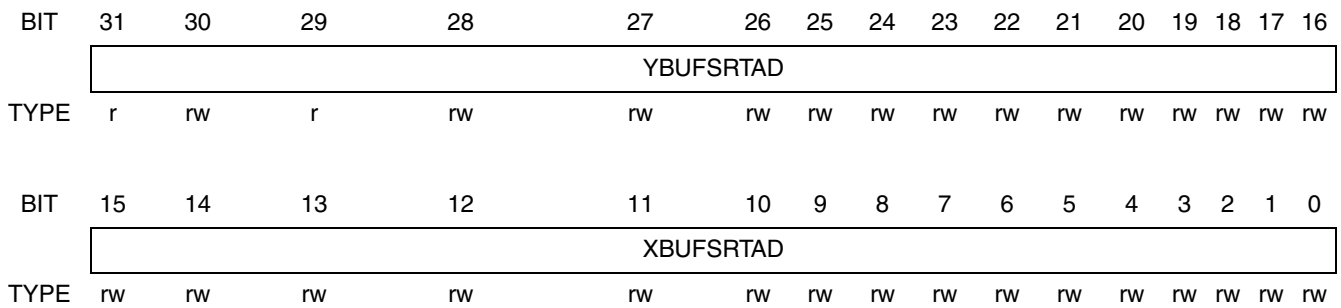 BIT 31 30 29 28 27 26 25 24 23 22 21 20 19 18 17 16
YBUFSRTAD
TYPE r rw r rw rw rw rw rw rw rw rw rw rw rw rw rw
BIT 15 14 13 12 11 10 9 8 7 6 5 4 3 2 1 0
XBUFSRTAD
TYPE rw rw rw rw rw rw rw rw rw rw rw rw rw rw rw rw